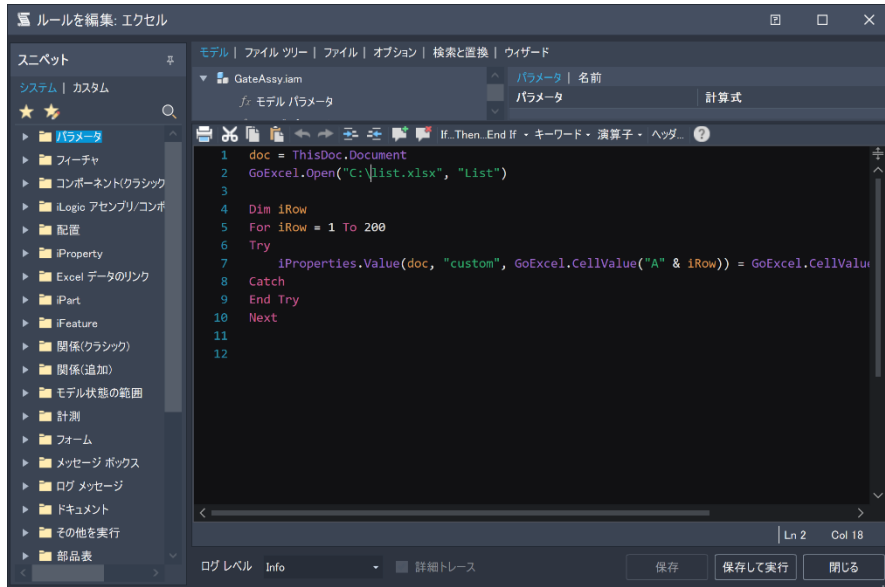 ルールを編集: エクセル
スニペット
システム | カスタム
パラメータ
フィーチャ
コンポーネント(クラシック
iLogic アセンブリ/コンポ
配置
iProperty
Excel データのリンク
iPart
iFeature
関係(クラシック)
関係(追加)
モデル状態の範囲
計測
フォーム
メッセージ ボックス
ログ メッセージ
ドキュメント
その他を実行
部品表
モデル | ファイル ツリー | ファイル | オプション | 検索と置換 | ウィザード
GateAssy.iam
fx モデル パラメータ
パラメータ | 名前
パラメータ 計算式
If...Then...End If キーワード 演算子 ヘッダ...
1 doc = ThisDoc.Document
2 GoExcel.Open("C:\list.xlsx", "List")
3
4 Dim iRow
5 For iRow = 1 To 200
6 Try
7 iProperties.Value(doc, "custom", GoExcel.CellValue("A" & iRow)) = GoExcel.CellValue
8 Catch
9 End Try
10 Next
11
12
Ln 2 Col 18
ログ レベル Info 詳細トレース 保存 保存して実行 閉じる